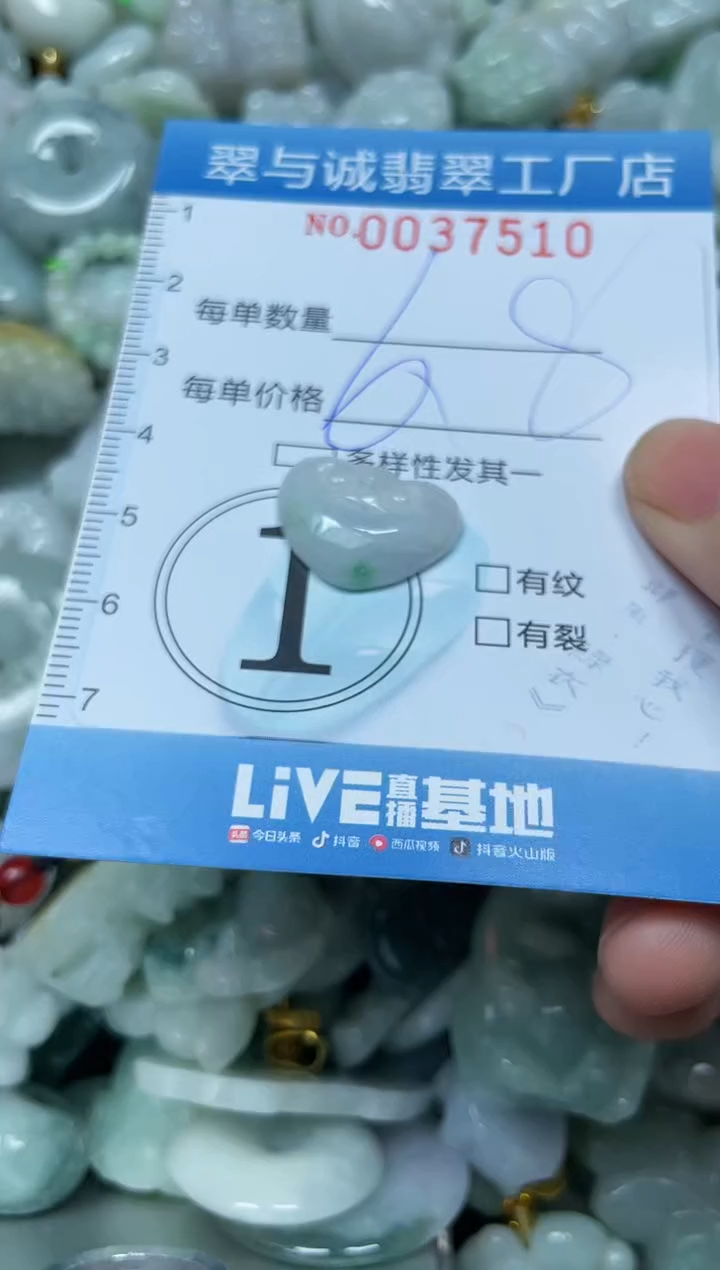 翠与诚翡翠工厂店
NO.0037510
1
2
3
4
5
6
7
每单数量
每单价格
68
多样性发其一
1
有纹
有裂
LiVE直播基地
今日头条 抖音 西瓜视频 抖音火山版